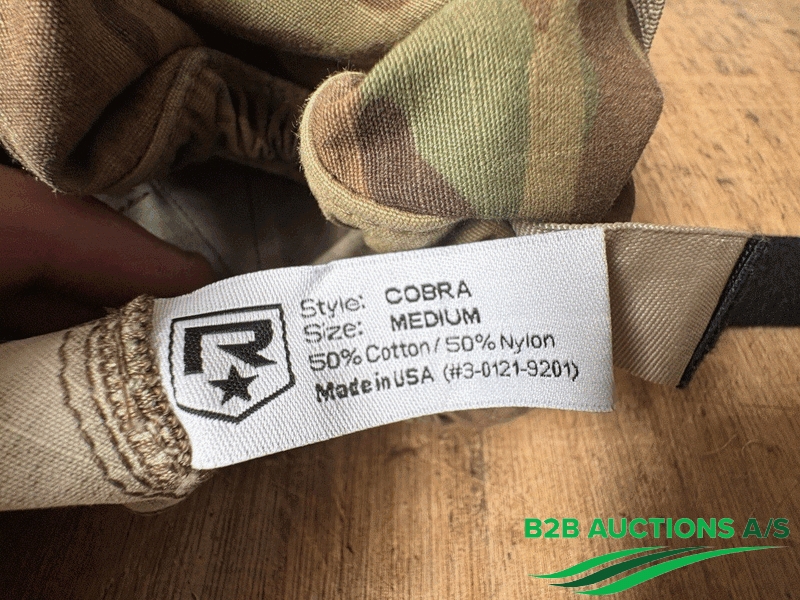 R
Style: COBRA
Size: MEDIUM
50% Cotton / 50% Nylon
Made in USA (#3-0121-9201)
B2B AUCTIONS A/S